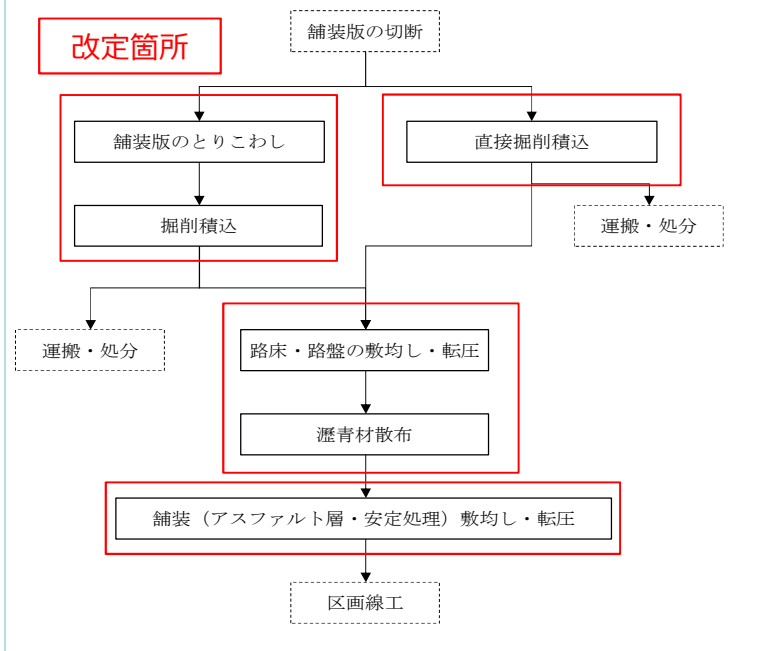 改定箇所
舗装版の切断
舗装版のとりこわし
直接掘削積込
掘削積込
運搬・処分
運搬・処分
路床・路盤の敷均し・転圧
瀝青材散布
舗装（アスファルト層・安定処理）敷均し・転圧
区画線工